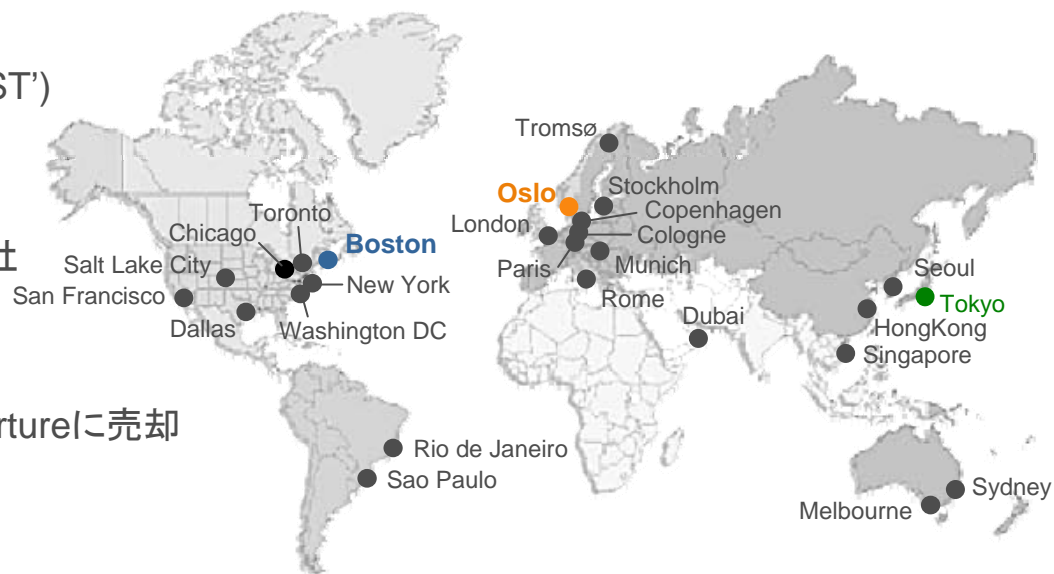 ST’)
社
rtureに売却
Tromsø
Oslo
Stockholm
Copenhagen
London
Cologne
Paris
Munich
Rome
Toronto
Chicago
Boston
Salt Lake City
New York
San Francisco
Dallas
Washington DC
Seoul
Tokyo
Dubai
HongKong
Singapore
Rio de Janeiro
Sao Paulo
Sydney
Melbourne